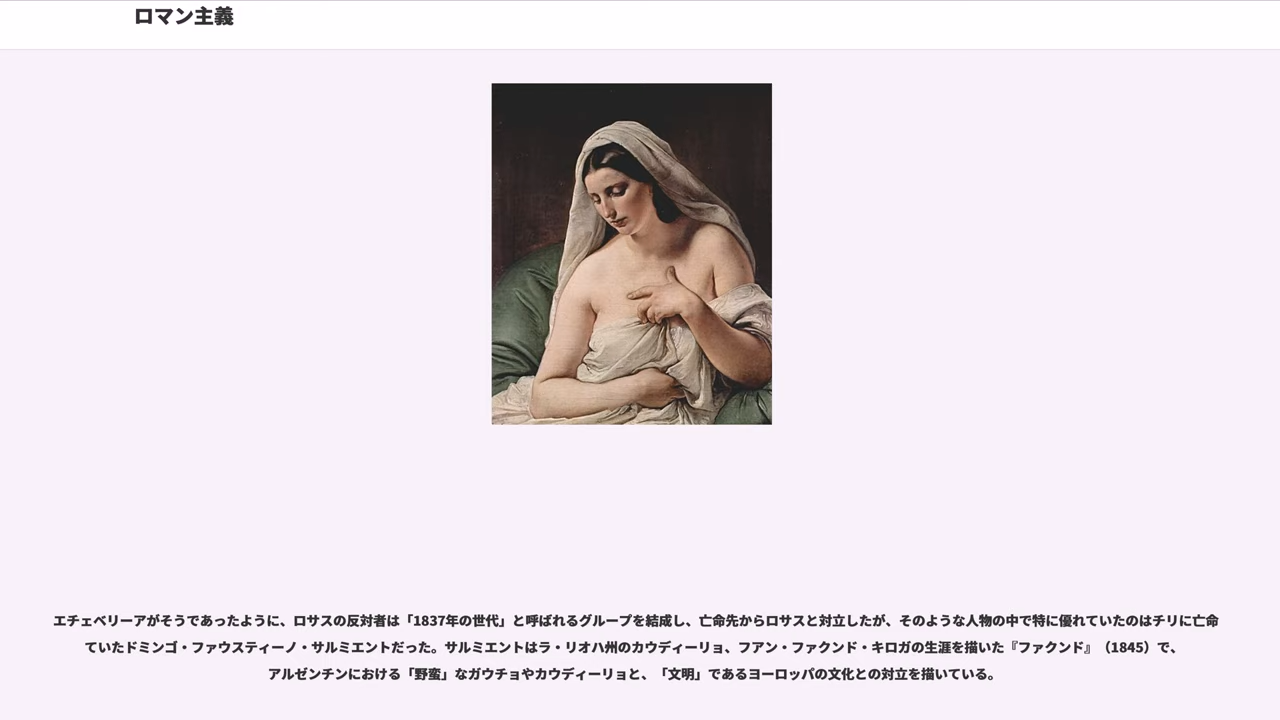 ロマン主義
エチェベリーアがそうであったように、ロサスの反対者は「1837年の世代」と呼ばれるグループを結成し、亡命先からロサスと対立したが、そのような人物の中で特に優れていたのはチリに亡命
ていたドミンゴ・ファウスティーノ・サルミエントだった。サルミエントはラ・リオハ州のカウディーリョ、フアン・ファクンド・キロガの生涯を描いた『ファクンド』（1845）で、
アルゼンチンにおける「野蛮」なガウチョやカウディーリョと、「文明」であるヨーロッパの文化との対立を描いている。